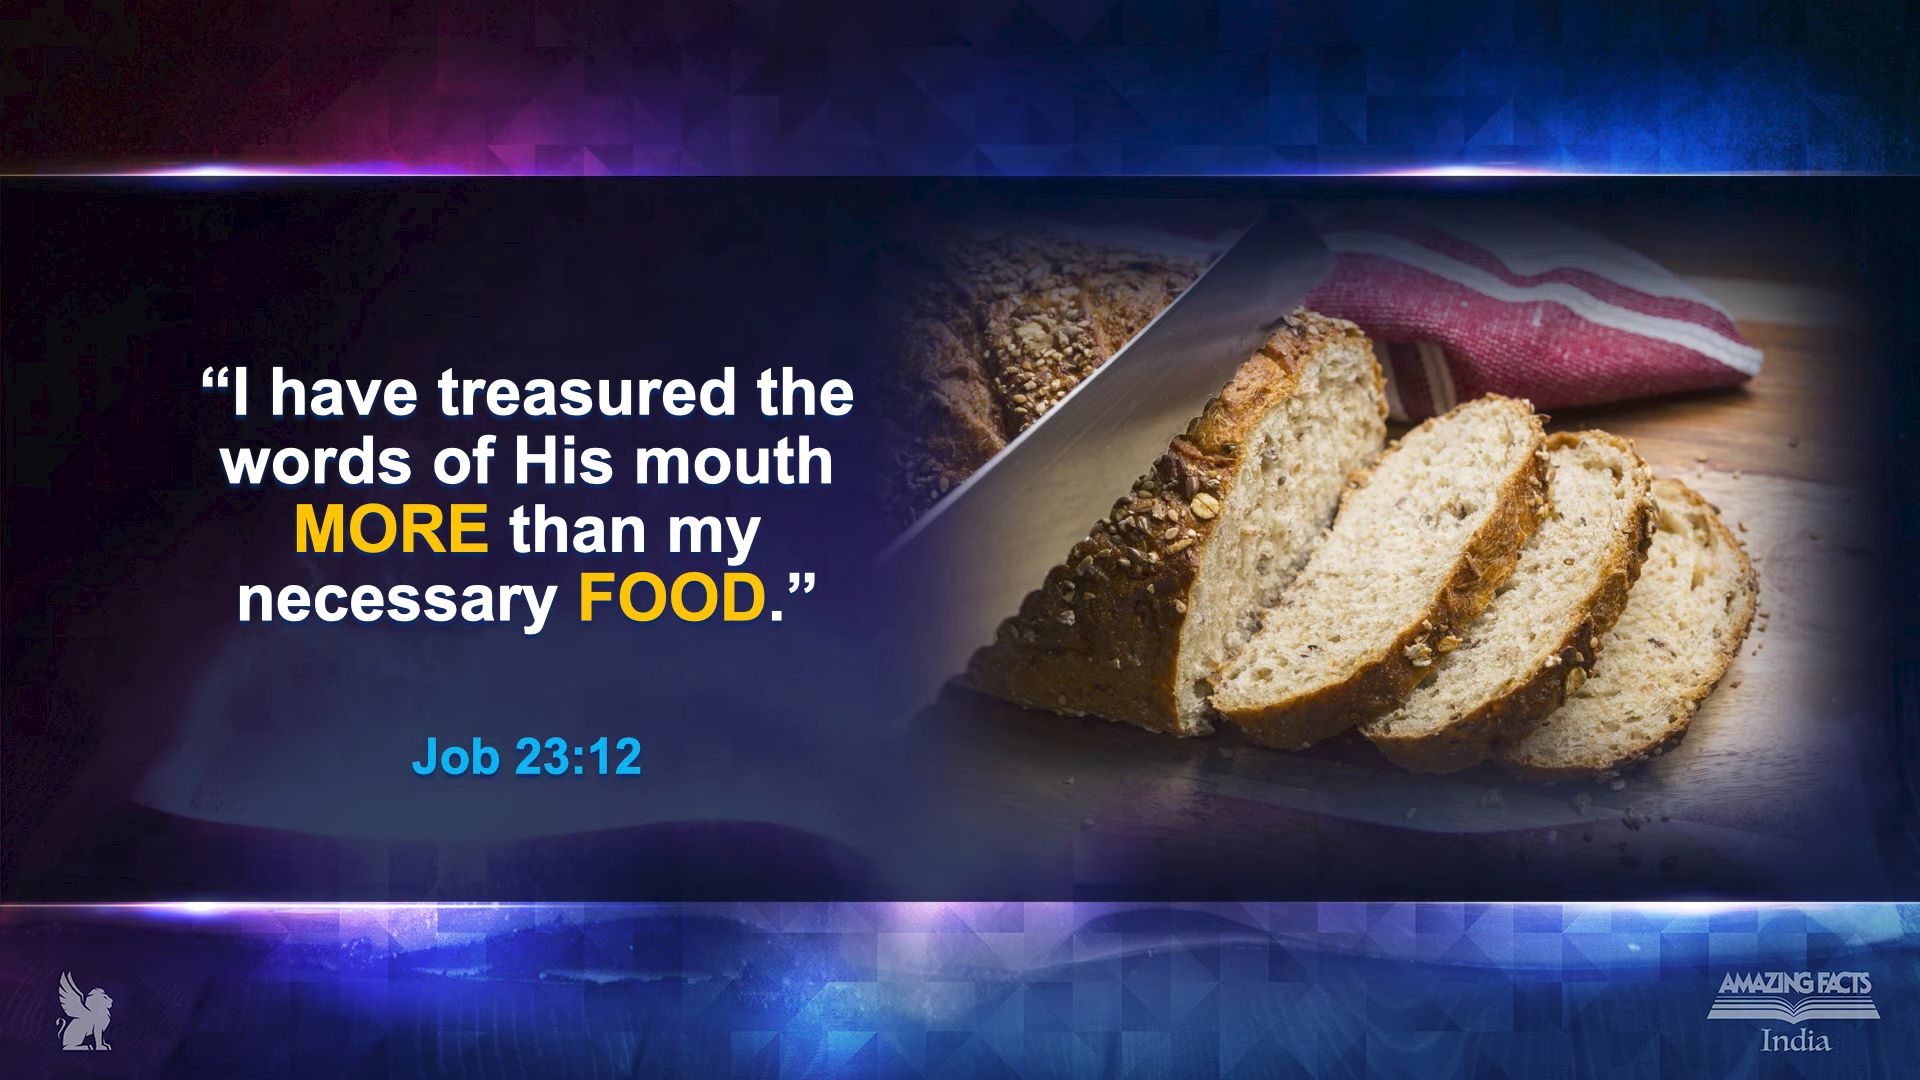 “I have treasured the
words of His mouth
MORE than my
necessary FOOD.”
Job 23:12
AMAZING FACTS
India